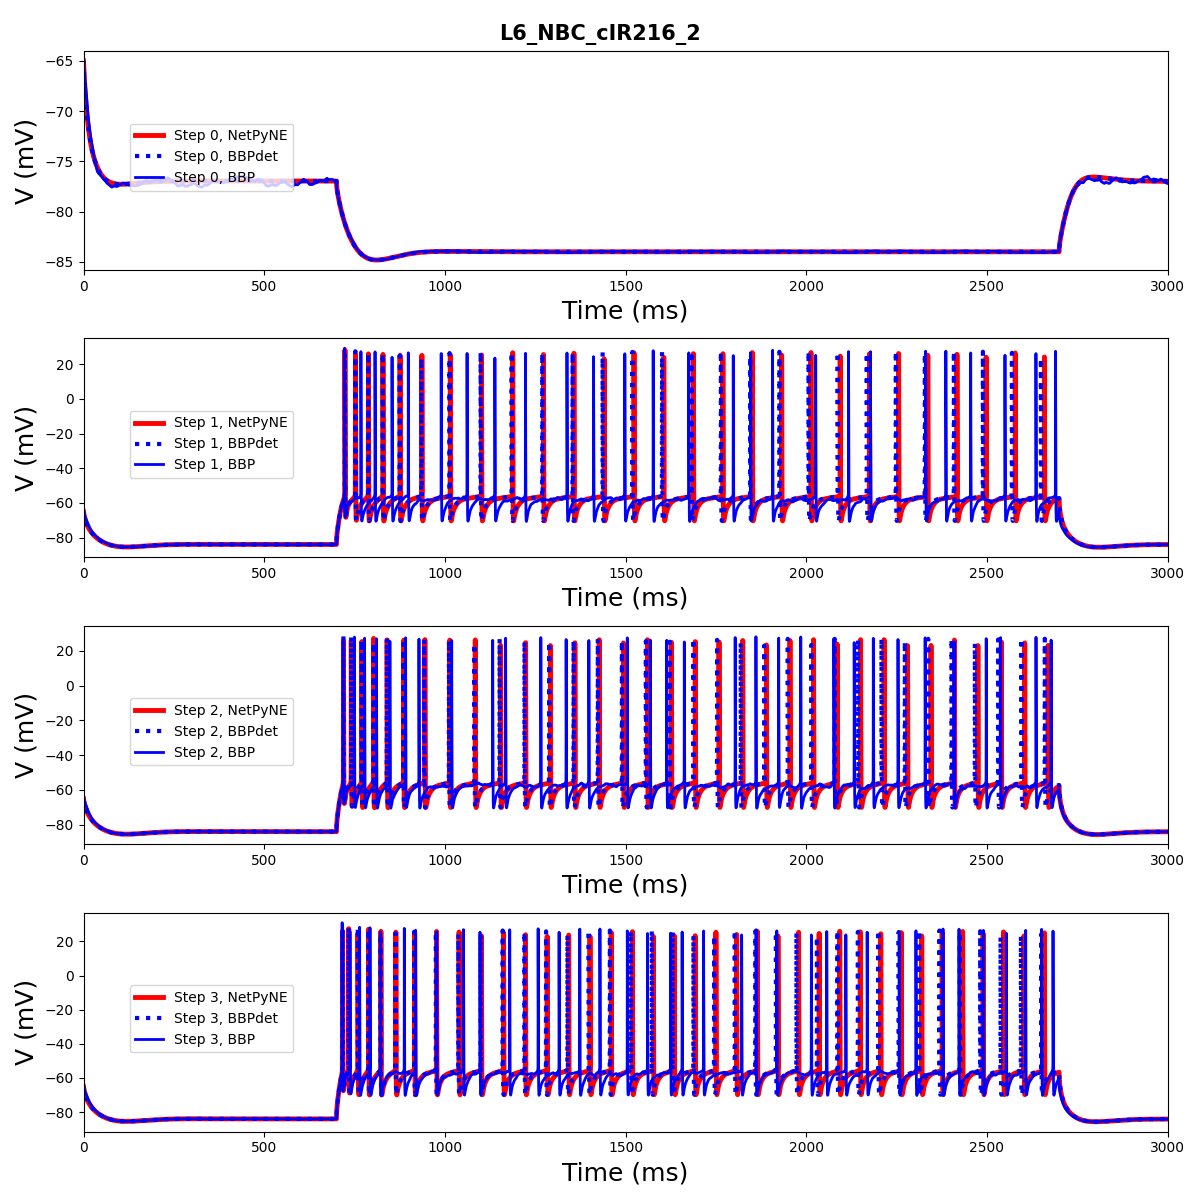 L6_NBC_cIR216_2
−65
−70
−75
−80
−85
V (mV)
Step 0, NetPyNE
Step 0, BBPdet
Step 0, BBP
0 500 1000 1500 2000 2500 3000
Time (ms)
20
0
−20
−40
−60
−80
V (mV)
Step 1, NetPyNE
Step 1, BBPdet
Step 1, BBP
0 500 1000 1500 2000 2500 3000
Time (ms)
20
0
−20
−40
−60
−80
V (mV)
Step 2, NetPyNE
Step 2, BBPdet
Step 2, BBP
0 500 1000 1500 2000 2500 3000
Time (ms)
20
0
−20
−40
−60
−80
V (mV)
Step 3, NetPyNE
Step 3, BBPdet
Step 3, BBP
0 500 1000 1500 2000 2500 3000
Time (ms)